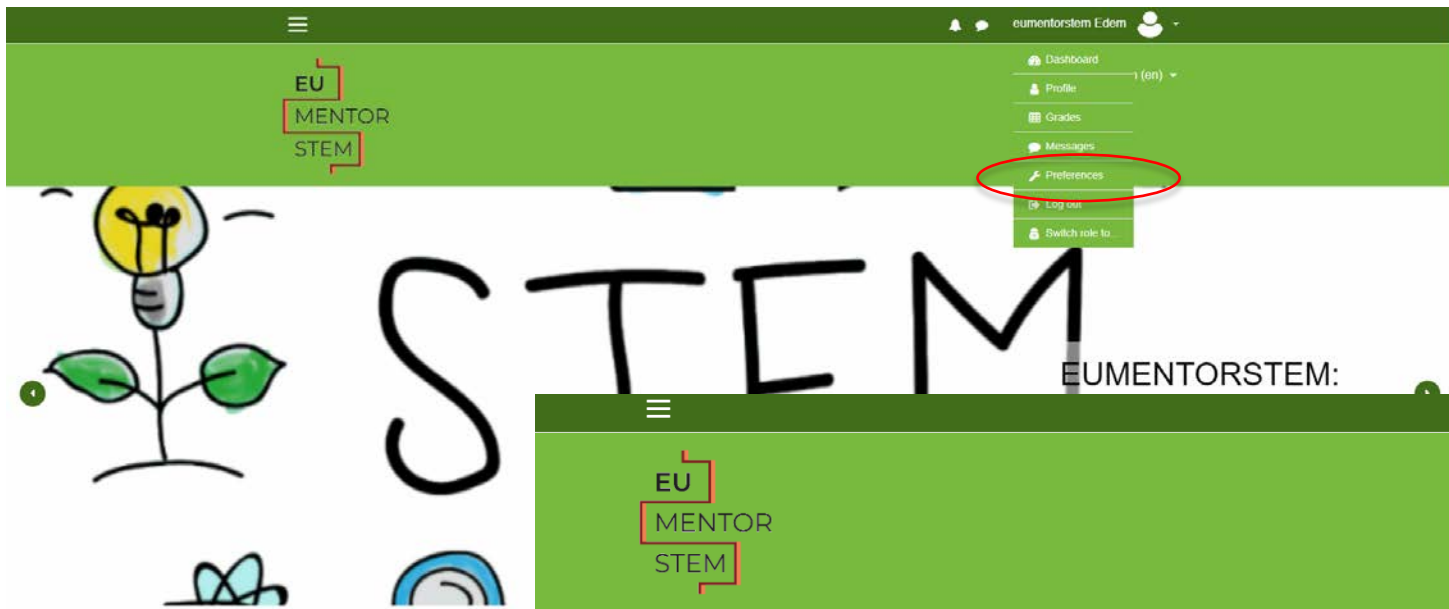 eumentorstem Edem
Dashboard
(en)
Profile
Grades
Messages
Preferences
Log out
Switch role to...
EU
MENTOR
STEM
STEM
EUMENTORSTEM:
EU
MENTOR
STEM